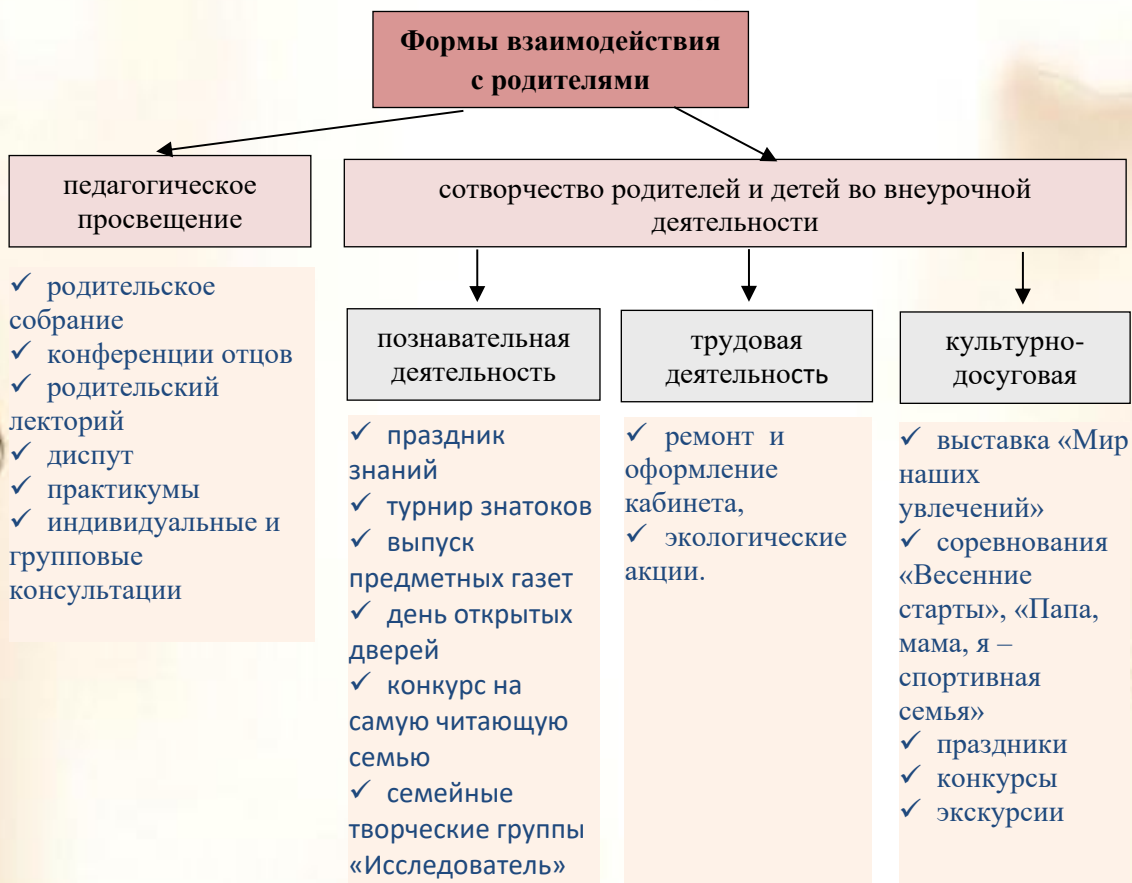 Формы взаимодействия
с родителями
педагогическое
просвещение
✓ родительское
собрание
✓ конференции отцов
✓ родительский
лекторий
✓ диспут
✓ практикумы
✓ индивидуальные и
групповые
консультации
сотворчество родителей и детей во внеурочной
деятельности
познавательная
деятельность
✓ праздник
знаний
✓ турнир знатоков
✓ выпуск
предметных газет
✓ день открытых
дверей
✓ конкурс на
самую читающую
семью
✓ семейные
творческие группы
«Исследователь»
трудовая
деятельность
✓ ремонт и
оформление
кабинета,
✓ экологические
акции.
культурно-
досуговая
✓ выставка «Мир
наших
увлечений»
✓ соревнования
«Весенние
старты», «Папа,
мама, я –
спортивная
семья»
✓ праздники
✓ конкурсы
✓ экскурсии